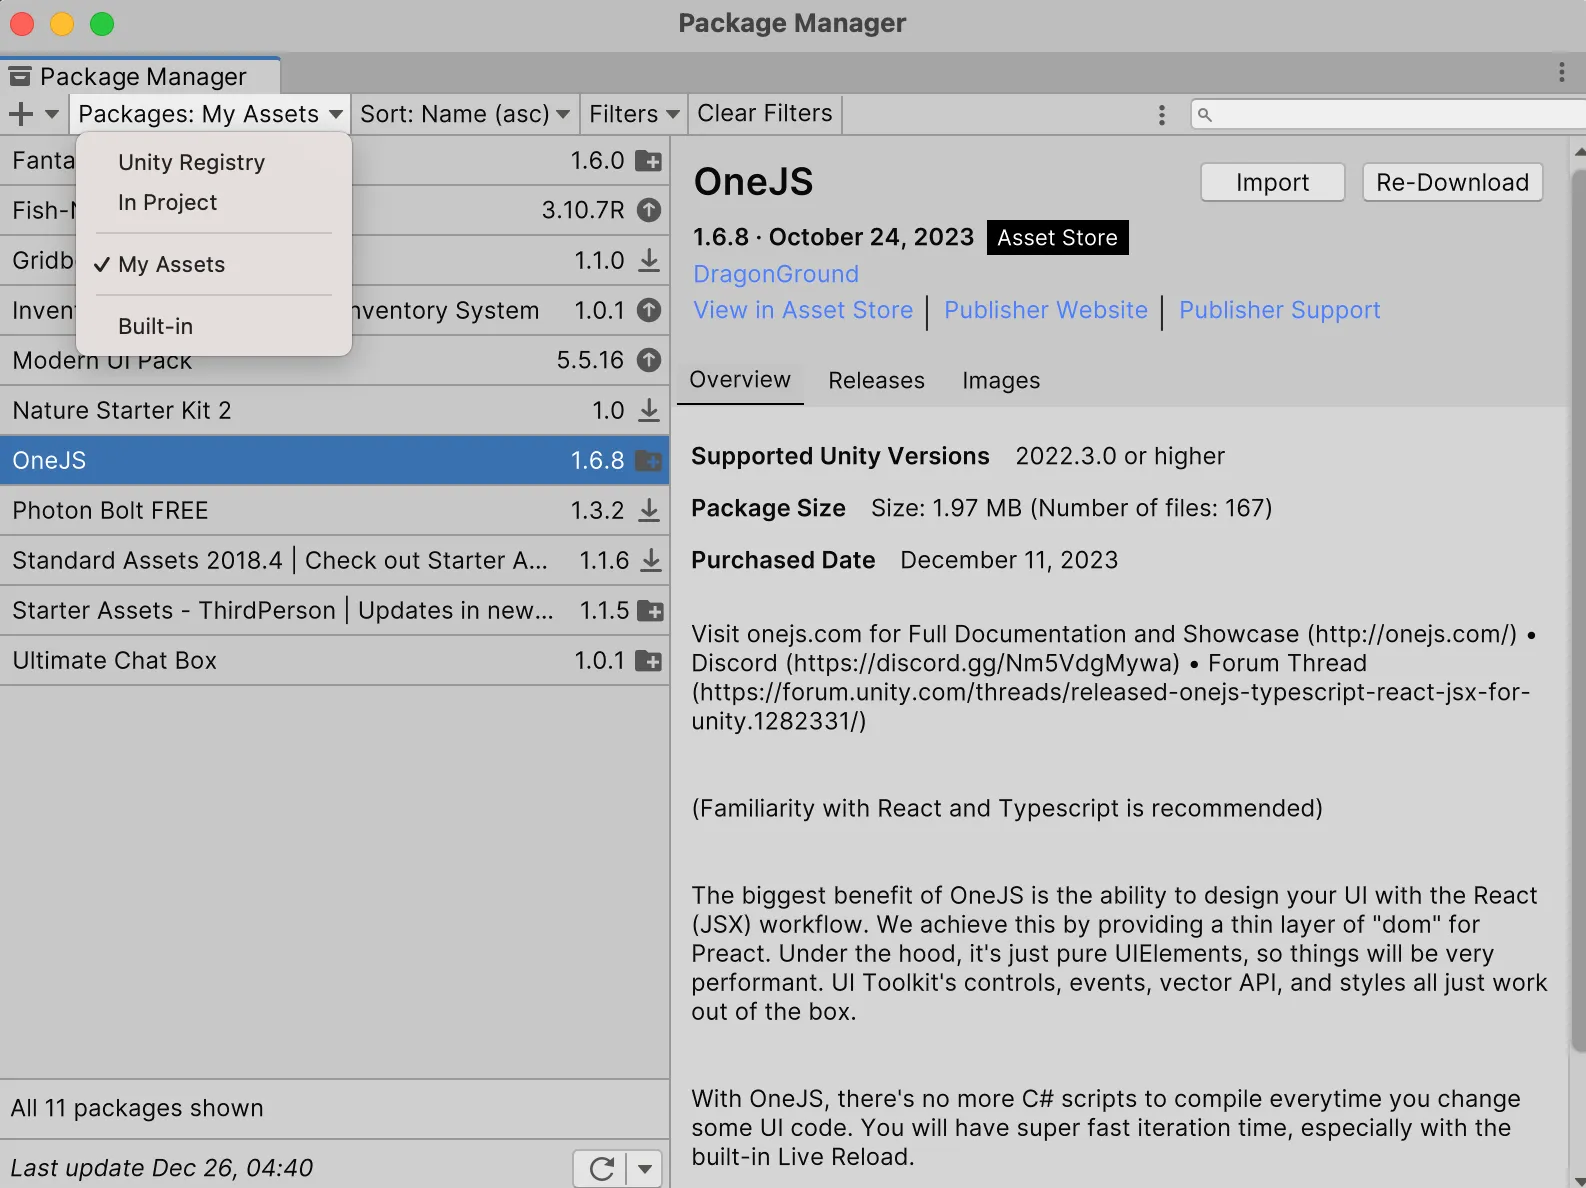 Package Manager
Package Manager
Packages: My Assets
Sort: Name (asc)
Filters
Clear Filters
Unity Registry
In Project
✓ My Assets
Built-in
1.6.0
3.10.7R
1.1.0
nventory System 1.0.1
Modern UI Pack 5.5.16
Nature Starter Kit 2 1.0
OneJS 1.6.8
Photon Bolt FREE 1.3.2
Standard Assets 2018.4 | Check out Starter A... 1.1.6
Starter Assets - ThirdPerson | Updates in new... 1.1.5
Ultimate Chat Box 1.0.1
All 11 packages shown
Last update Dec 26, 04:40
OneJS
Import
Re-Download
1.6.8 · October 24, 2023 Asset Store
DragonGround
View in Asset Store | Publisher Website | Publisher Support
Overview Releases Images
Supported Unity Versions 2022.3.0 or higher
Package Size Size: 1.97 MB (Number of files: 167)
Purchased Date December 11, 2023
Visit onejs.com for Full Documentation and Showcase (http://onejs.com/) •
Discord (https://discord.gg/Nm5VdgMywa) • Forum Thread
(https://forum.unity.com/threads/released-onejs-typescript-react-jsx-for-
unity.1282331/)
(Familiarity with React and Typescript is recommended)
The biggest benefit of OneJS is the ability to design your UI with the React
(JSX) workflow. We achieve this by providing a thin layer of "dom" for
Preact. Under the hood, it's just pure UIElements, so things will be very
performant. UI Toolkit's controls, events, vector API, and styles all just work
out of the box.
With OneJS, there's no more C# scripts to compile everytime you change
some UI code. You will have super fast iteration time, especially with the
built-in Live Reload.